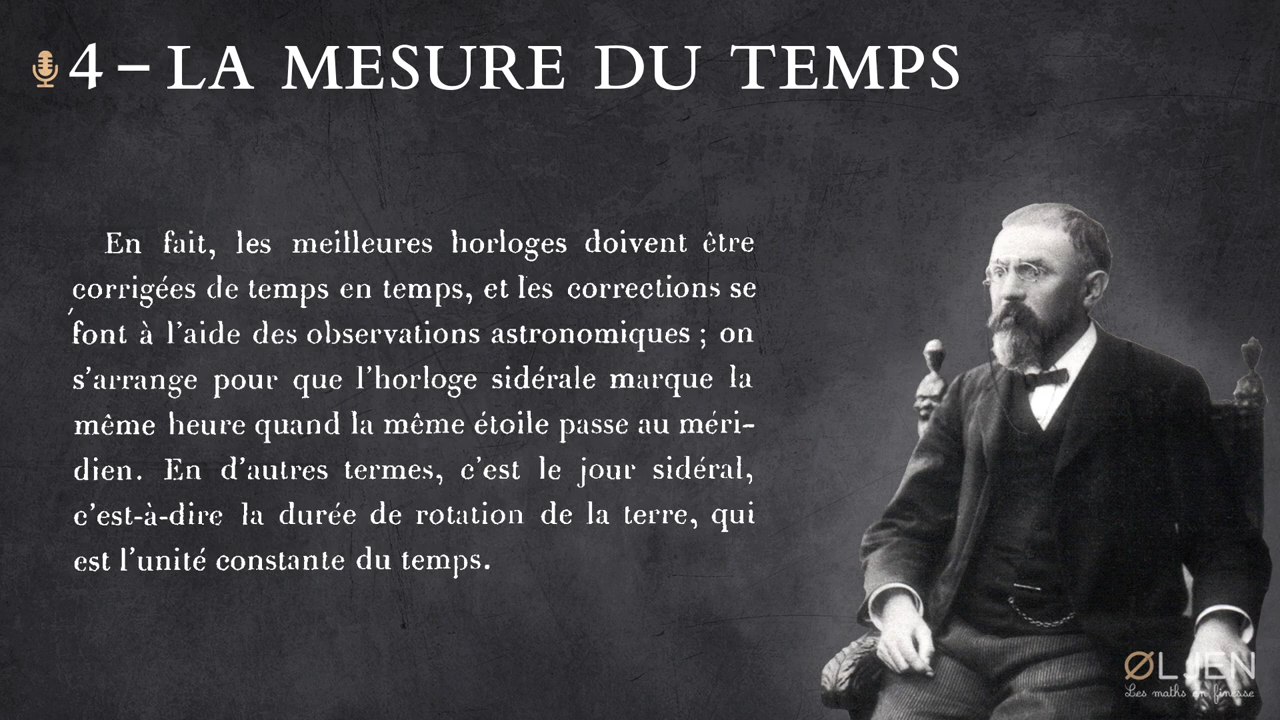 4 – LA MESURE DU TEMPS
En fait, les meilleures horloges doivent être
corrigées de temps en temps, et les corrections se
font à l'aide des observations astronomiques ; on
s'arrange pour que l'horloge sidérale marque la
même heure quand la même étoile passe au méri-
dien. En d'autres termes, c'est le jour sidéral,
c'est-à-dire la durée de rotation de la terre, qui
est l'unité constante du temps.
ØLJEN
Les maths en finesse